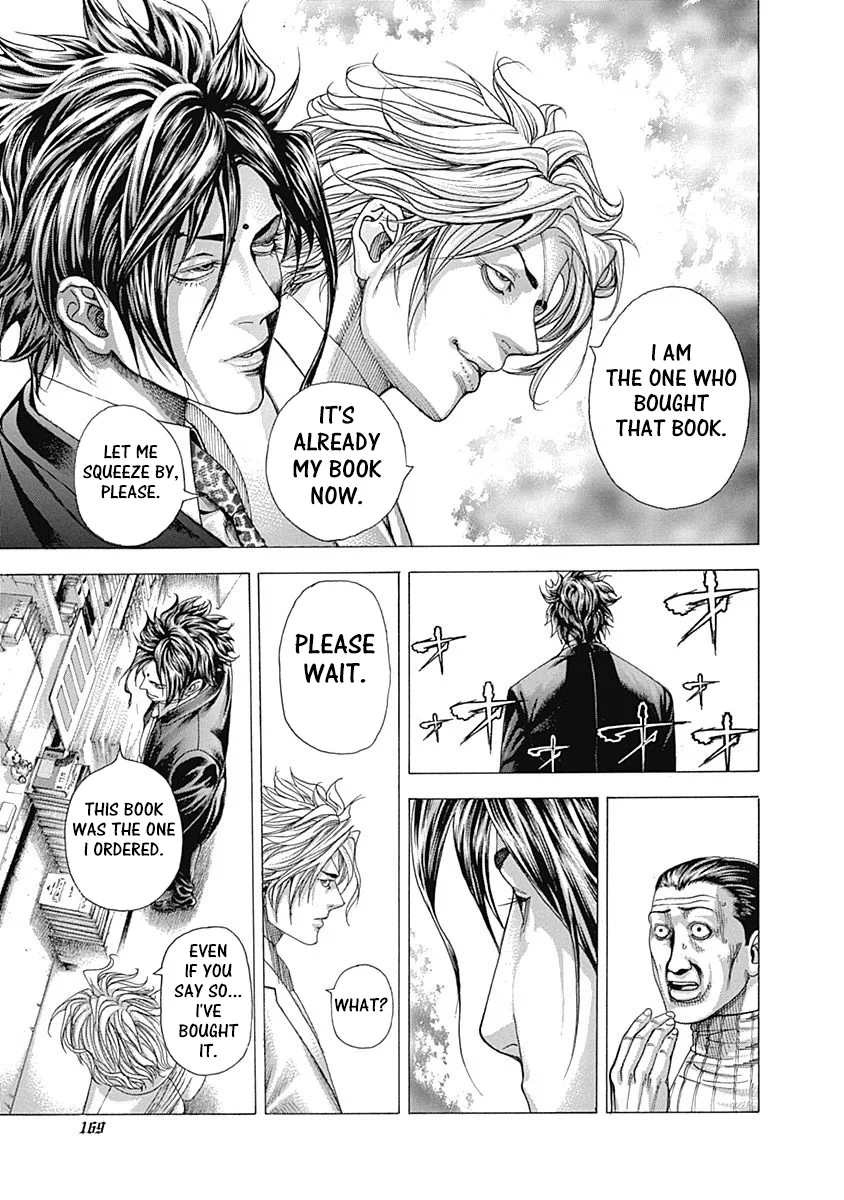 I AM
THE ONE WHO
BOUGHT
THAT BOOK.
IT'S
ALREADY
MY BOOK
NOW.
LET ME
SQUEEZE BY,
PLEASE.
PLEASE
WAIT.
WHAT?
THIS BOOK
WAS THE ONE
I ORDERED.
EVEN
IF YOU
SAY SO...
I'VE
BOUGHT
IT.
169